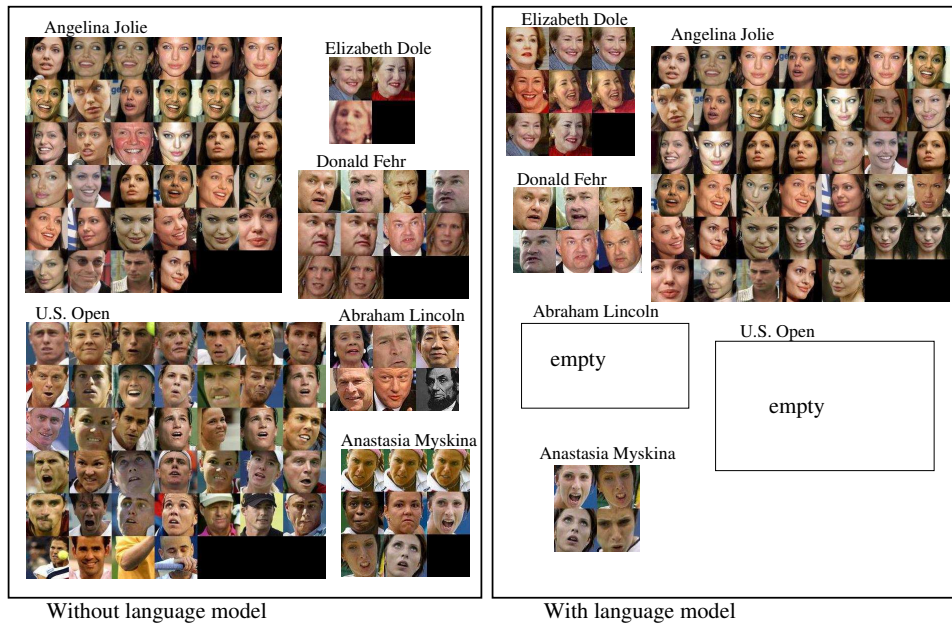 Angelina Jolie
Elizabeth Dole
Donald Fehr
U.S. Open
Abraham Lincoln
Anastasia Myskina
Without language model
Elizabeth Dole
Angelina Jolie
Donald Fehr
Abraham Lincoln
empty
U.S. Open
empty
Anastasia Myskina
With language model